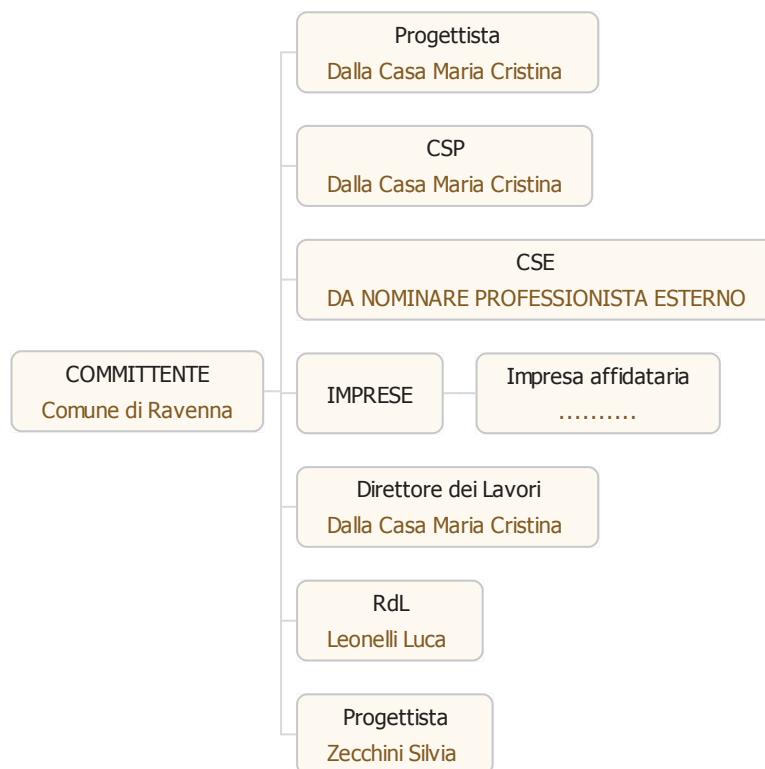 Progettista
Dalla Casa Maria Cristina
CSP
Dalla Casa Maria Cristina
CSE
DA NOMINARE PROFESSIONISTA ESTERNO
COMMITTENTE
Comune di Ravenna
IMPRESE
Impresa affidataria
..........
Direttore dei Lavori
Dalla Casa Maria Cristina
RdL
Leonelli Luca
Progettista
Zecchini Silvia